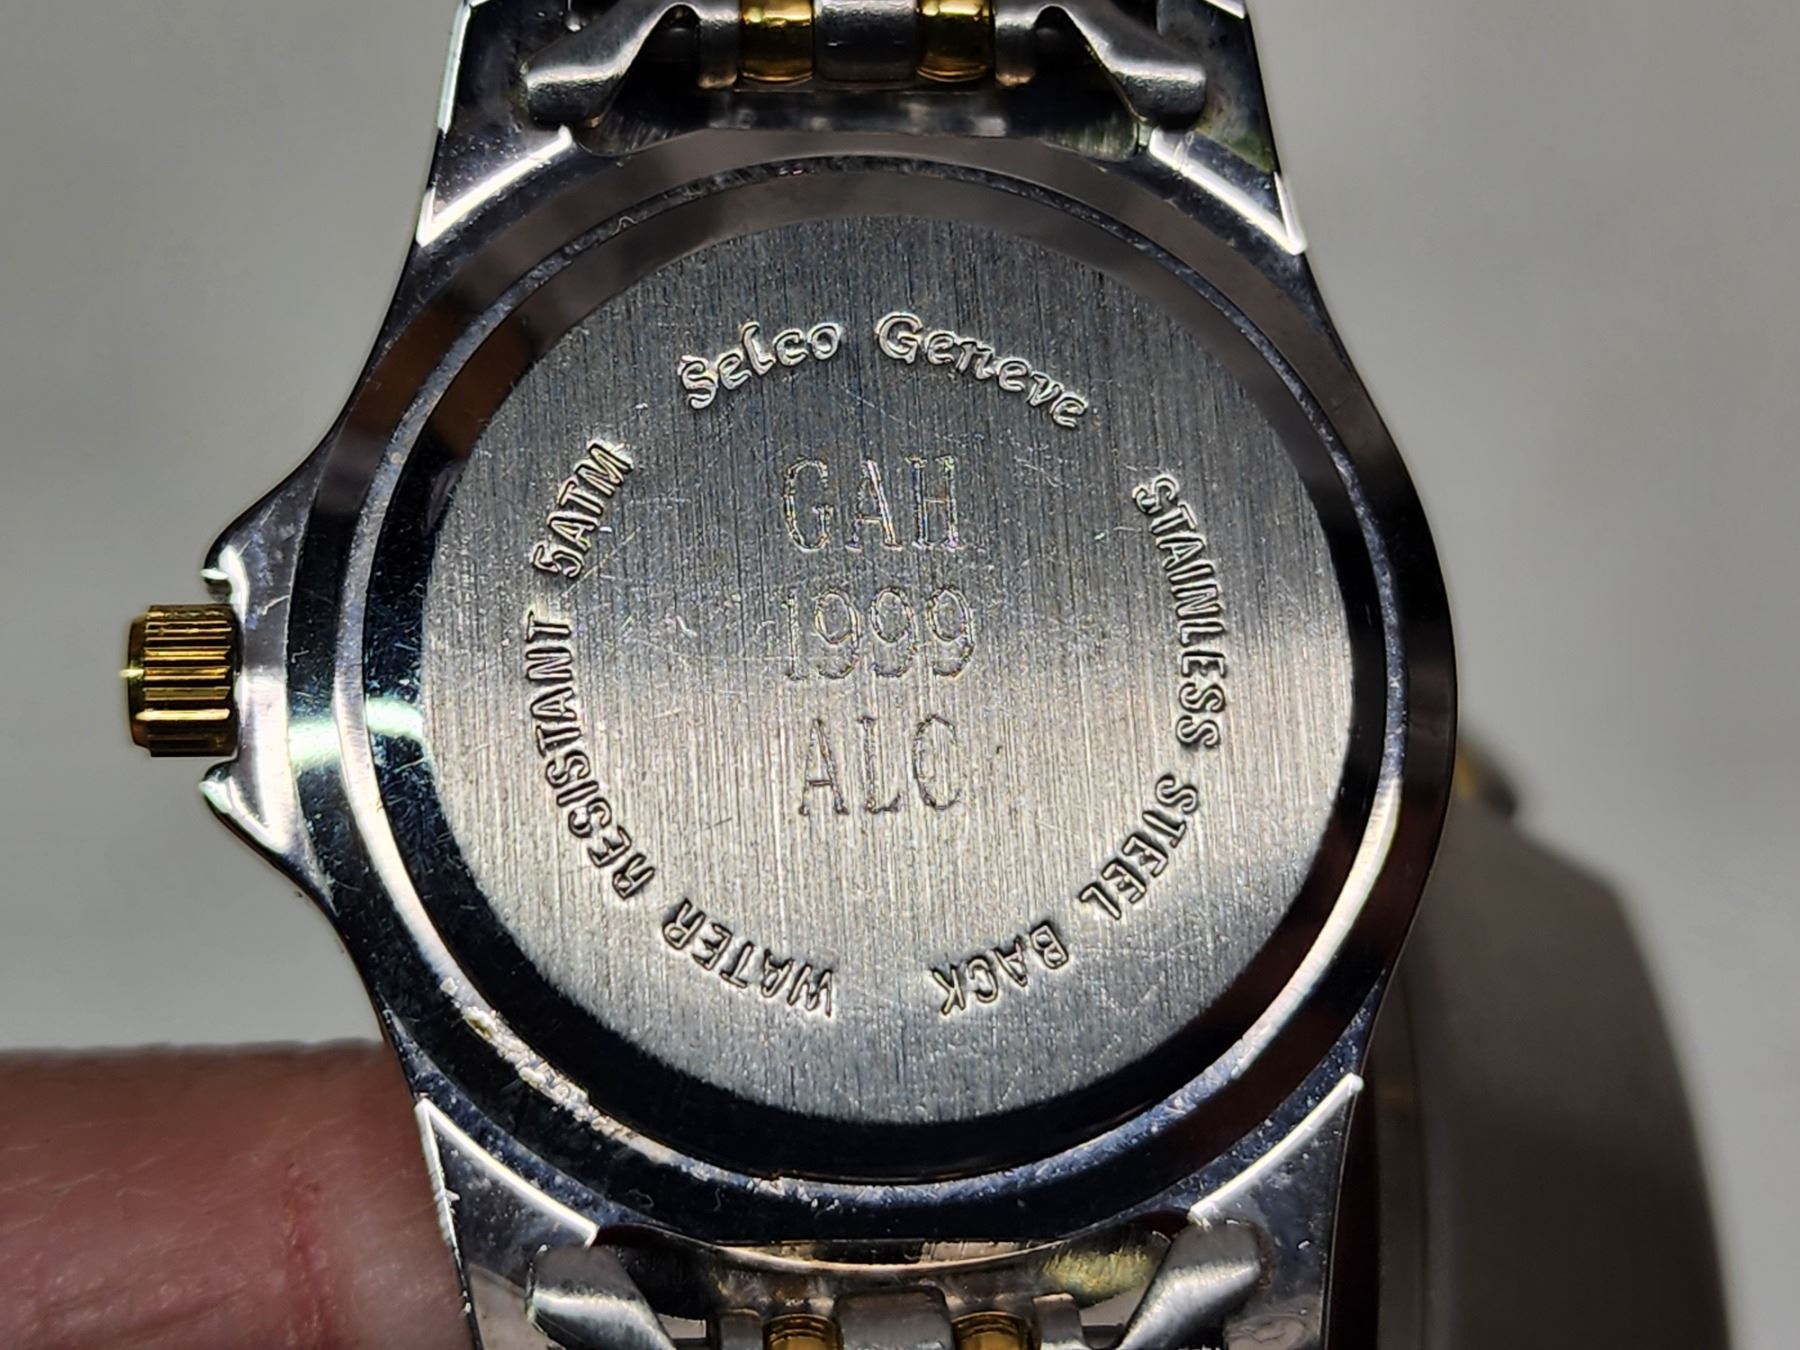 Selco Geneve
GAH
1999
ALC
STAINLESS STEEL BACK
WATER RESISTANT 5ATM